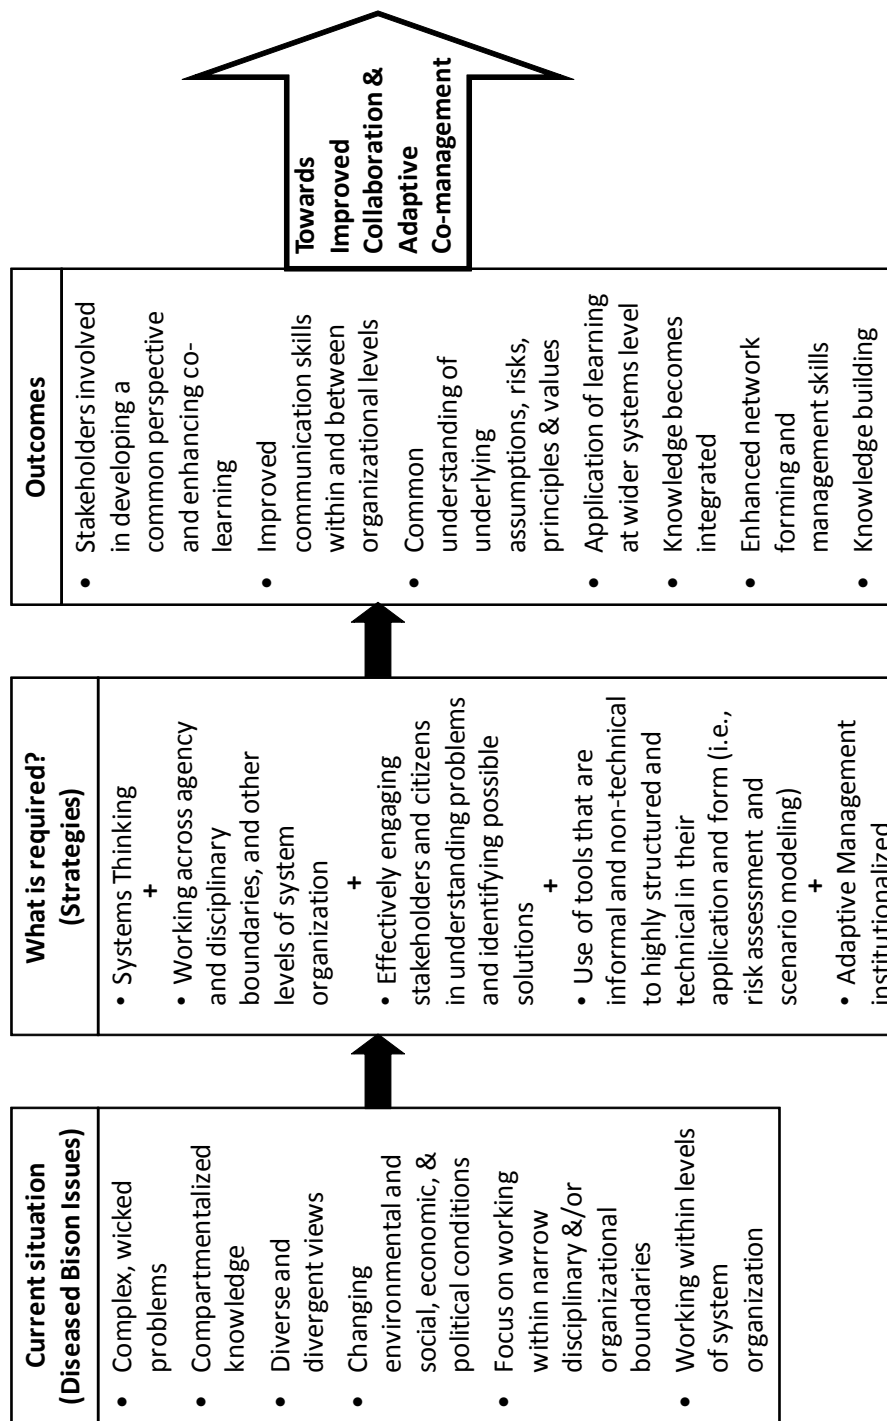 Current situation
(Diseased Bison Issues)
• Complex, wicked
problems
• Compartmentalized
knowledge
• Diverse and
divergent views
• Changing
environmental and
social, economic, &
political conditions
• Focus on working
within narrow
disciplinary &/or
organizational
boundaries
• Working within levels
of system
organization
What is required?
(Strategies)
• Systems Thinking
+
• Working across agency
and disciplinary
boundaries, and other
levels of system
organization
+
• Effectively engaging
stakeholders and citizens
in understanding problems
and identifying possible
solutions
+
• Use of tools that are
informal and non-technical
to highly structured and
technical in their
application and form (i.e.,
risk assessment and
scenario modeling)
+
• Adaptive Management
institutionalized
Outcomes
• Stakeholders involved
in developing a
common perspective
and enhancing co-
learning
• Improved
communication skills
within and between
organizational levels
• Common
understanding of
underlying
assumptions, risks,
principles & values
• Application of learning
at wider systems level
• Knowledge becomes
integrated
• Enhanced network
forming and
management skills
• Knowledge building
Towards
Improved
Collaboration &
Adaptive
Co-management